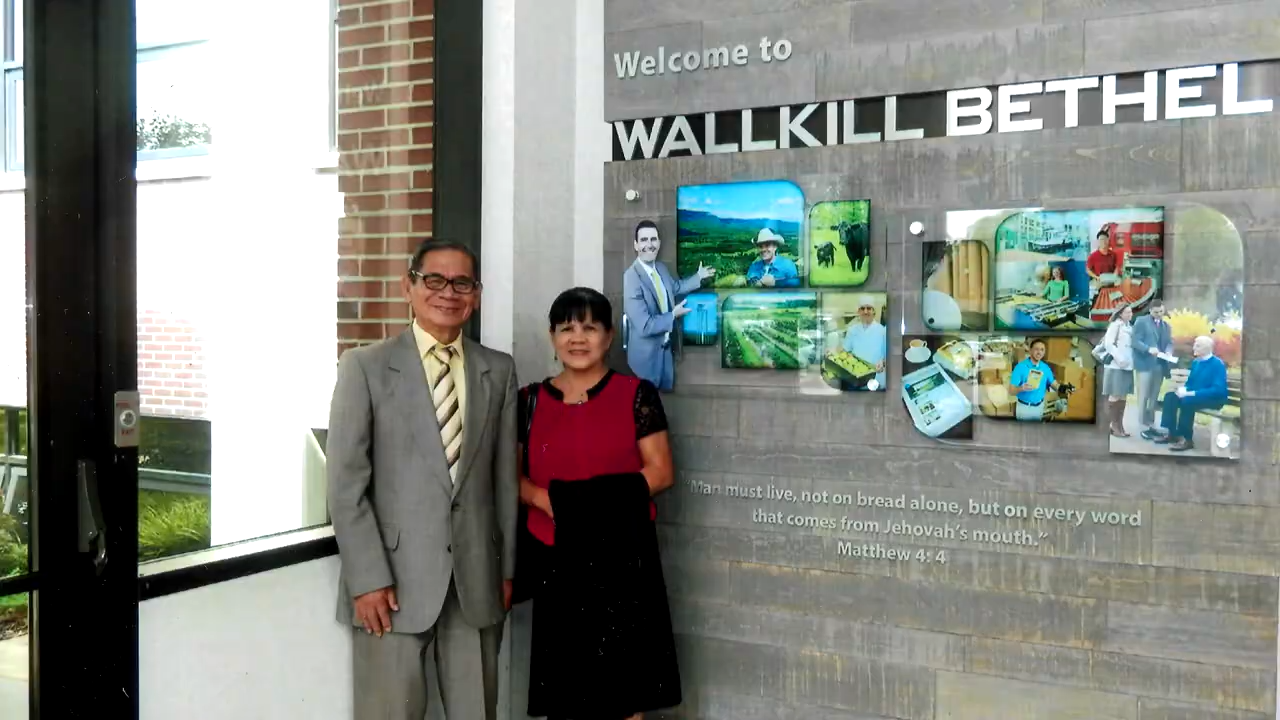 Welcome to
WALLKILL BETHEL
"Man must live, not on bread alone, but on every word
that comes from Jehovah's mouth."
Matthew 4: 4